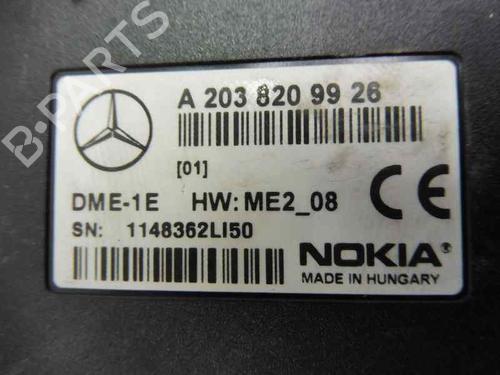 A 203 820 99 26
[01]
DME-1E HW: ME2_08
SN: 1148362LI50
CE
NOKIA®
MADE IN HUNGARY
B-PARTS